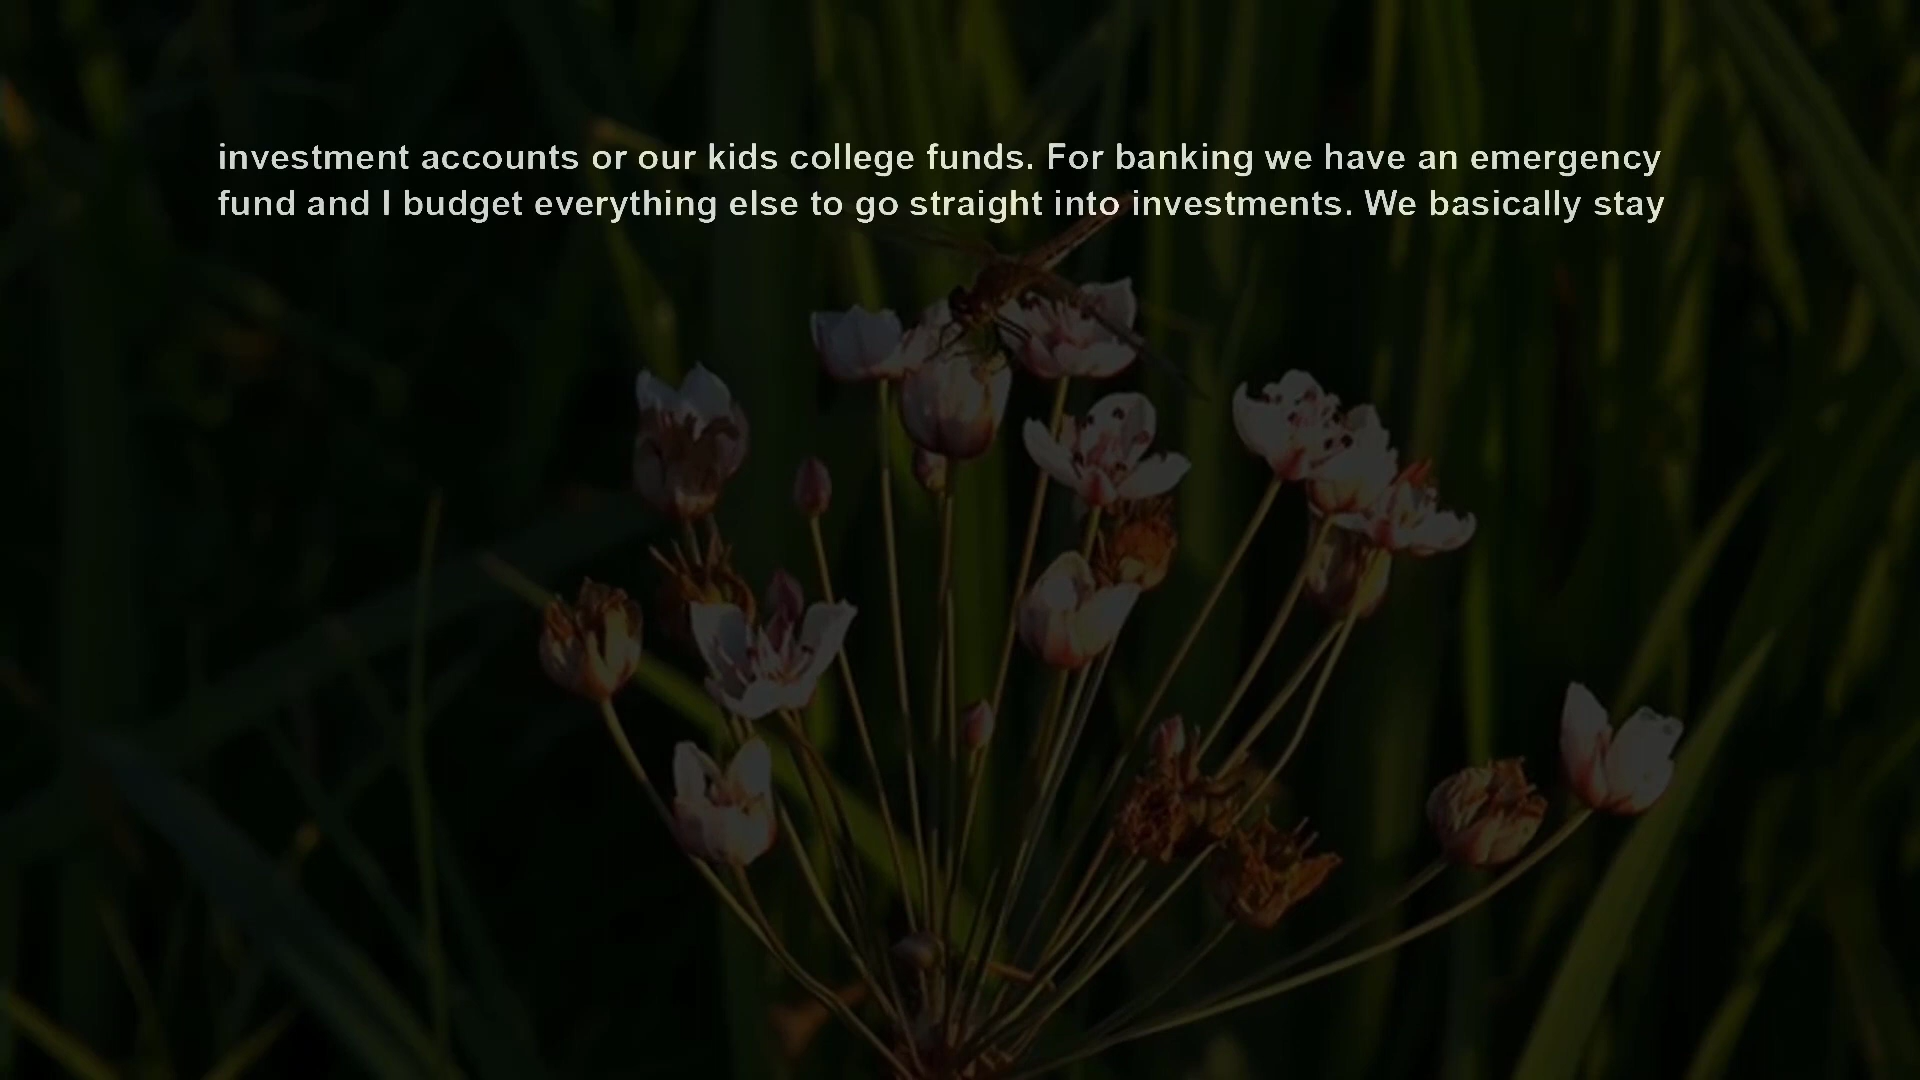 investment accounts or our kids college funds. For banking we have an emergency
fund and I budget everything else to go straight into investments. We basically stay